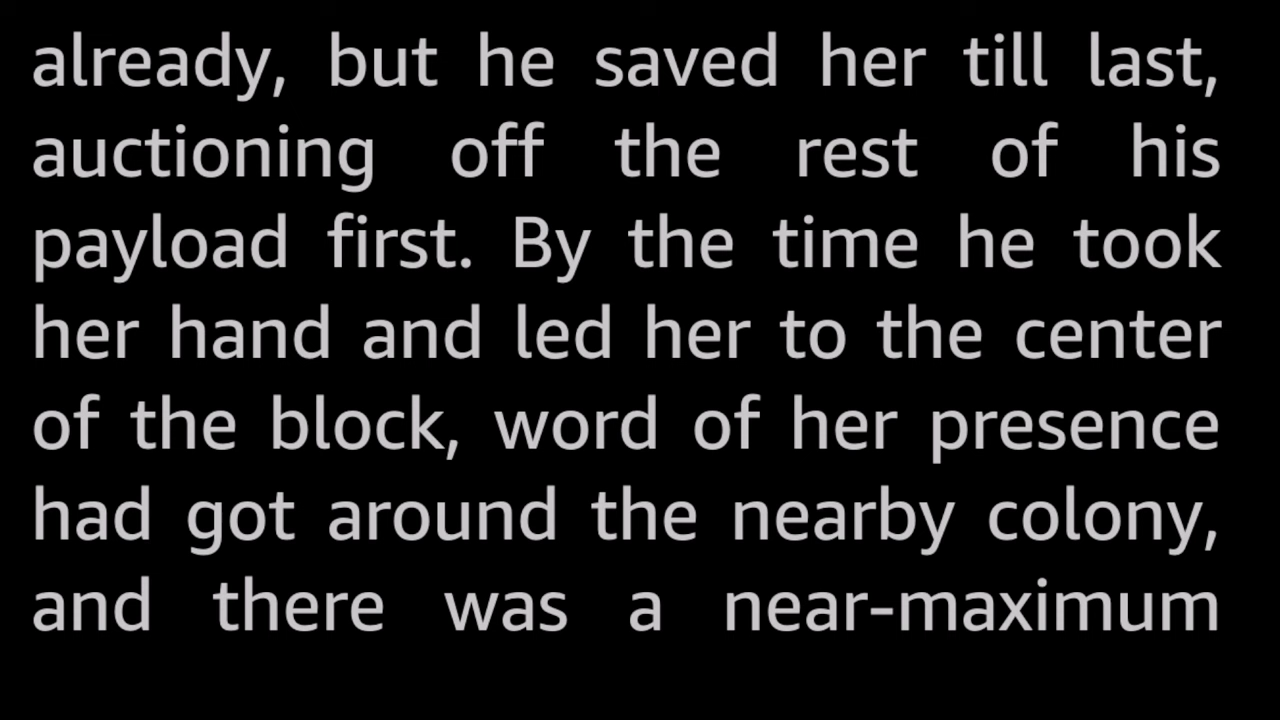 already, but he saved her till last,
auctioning off the rest of his
payload first. By the time he took
her hand and led her to the center
of the block, word of her presence
had got around the nearby colony,
and there was a near-maximum